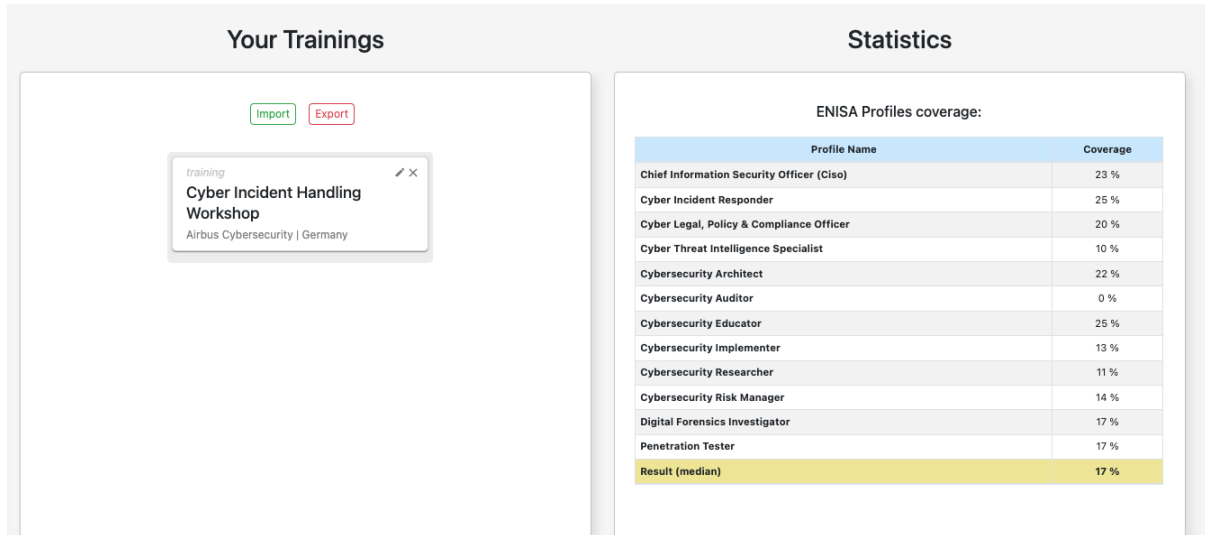 Your Trainings
Import Export
training
Cyber Incident Handling
Workshop
Airbus Cybersecurity | Germany
Statistics
ENISA Profiles coverage:
Profile Name Coverage
Chief Information Security Officer (Ciso) 23 %
Cyber Incident Responder 25 %
Cyber Legal, Policy & Compliance Officer 20 %
Cyber Threat Intelligence Specialist 10 %
Cybersecurity Architect 22 %
Cybersecurity Auditor 0 %
Cybersecurity Educator 25 %
Cybersecurity Implementer 13 %
Cybersecurity Researcher 11 %
Cybersecurity Risk Manager 14 %
Digital Forensics Investigator 17 %
Penetration Tester 17 %
Result (median) 17 %